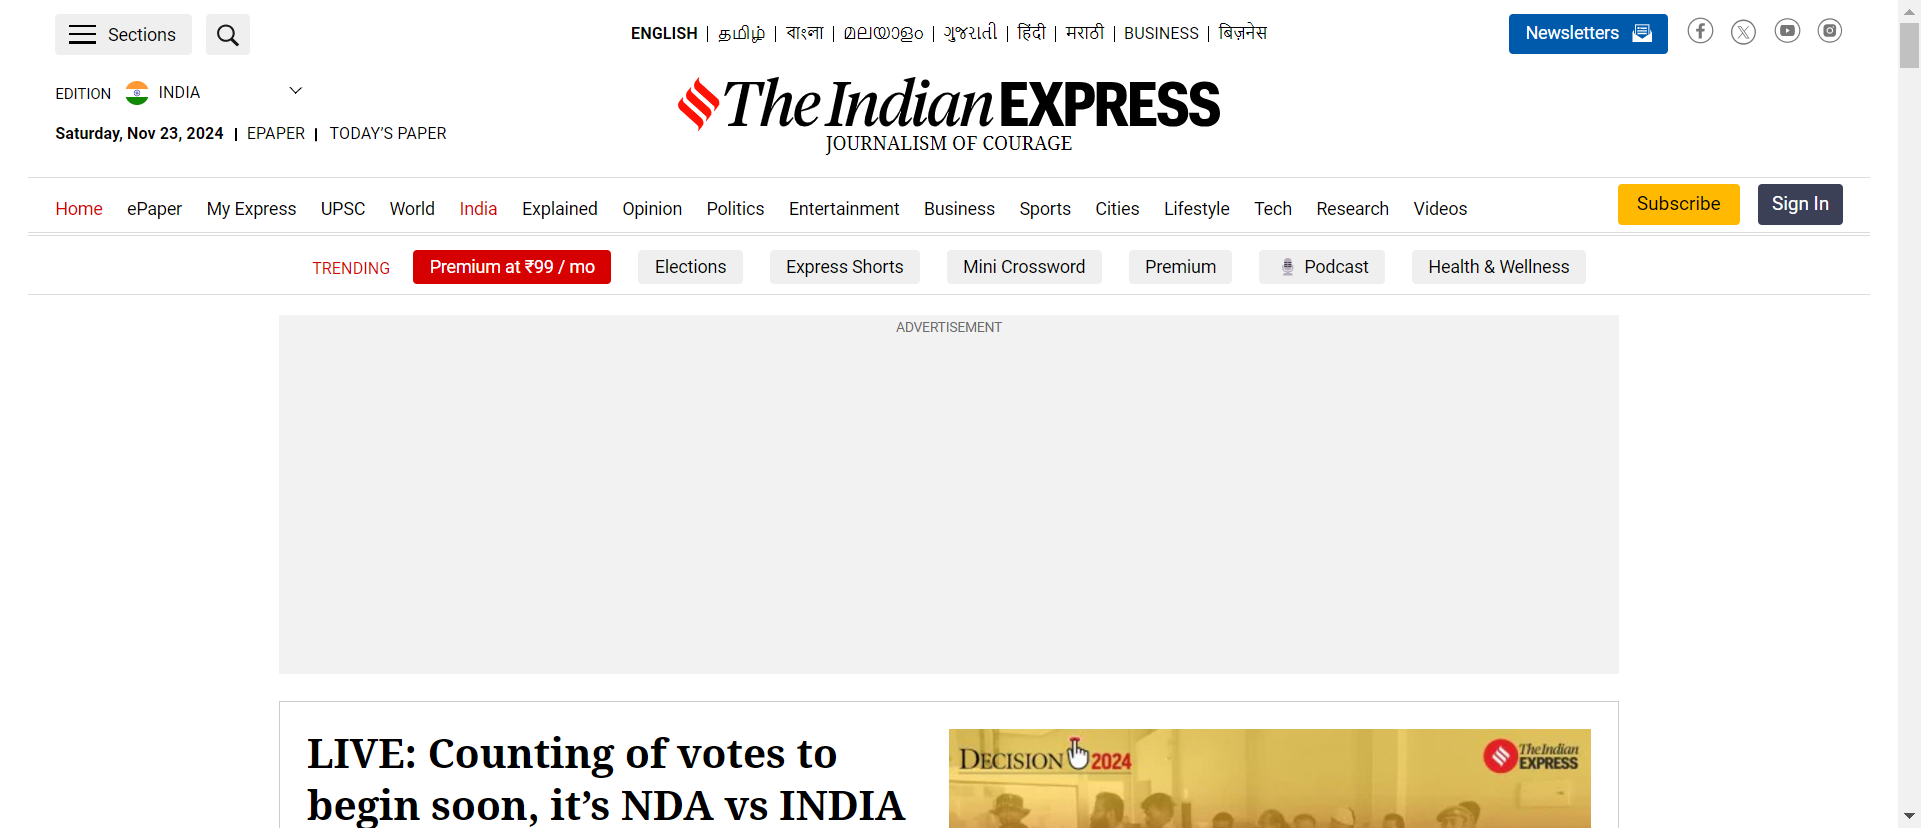 Sections
ENGLISH | தமிழ் | বাংলা | മലയാളം | ગુજરાતી | हिंदी | मराठी | BUSINESS | बिज़नेस
Newsletters
EDITION INDIA
The Indian EXPRESS
JOURNALISM OF COURAGE
Saturday, Nov 23, 2024 | EPAPER | TODAY’S PAPER
Home ePaper My Express UPSC World India Explained Opinion Politics Entertainment Business Sports Cities Lifestyle Tech Research Videos
Subscribe Sign In
TRENDING Premium at ₹99 / mo Elections Express Shorts Mini Crossword Premium Podcast Health & Wellness
ADVERTISEMENT
LIVE: Counting of votes to
begin soon, it’s NDA vs INDIA
DECISION 2024
The Indian
EXPRESS